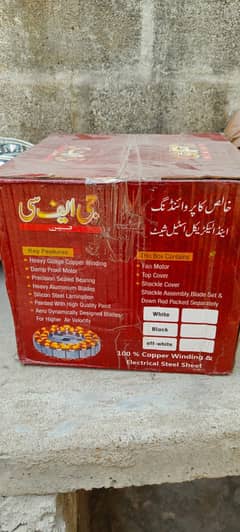 جی ایف سی
فین
خالص کاپر وائنڈنگ
اینڈ الیکٹریکل اسٹیل شیٹ
Key Features
Heavy Gauge Copper Winding
Damp Proof Motor
Precision Sealed Bearing
Heavy Aluminium Blades
Silicon Steel Lamination
Painted With High Quality Paint
Aero Dynamically Designed Blades
For Higher Air Velocity
This Box Contains
Fan Motor
Top Cover
Shackle Cover
Shackle Assembly, Blade Set &
Down Rod Packed Separately
White
Black
off-white
100 % Copper Winding &
Electrical Steel Sheet